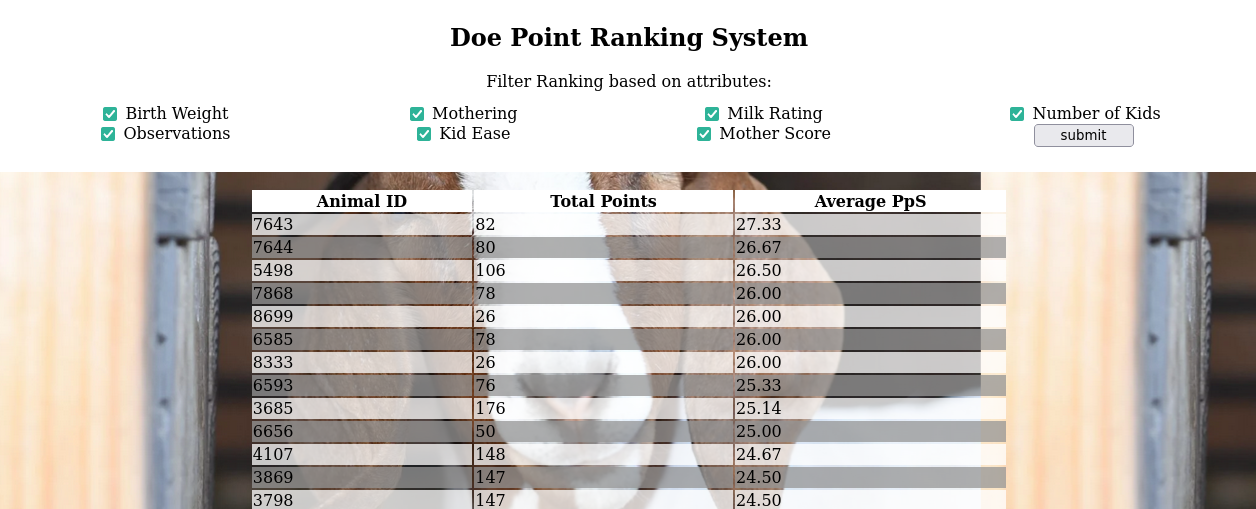 Doe Point Ranking System
Filter Ranking based on attributes:
Birth Weight Mothering Milk Rating Number of Kids
Observations Kid Ease Mother Score submit
Animal ID Total Points Average PpS
7643 82 27.33
7644 80 26.67
5498 106 26.50
7868 78 26.00
8699 26 26.00
6585 78 26.00
8333 26 26.00
6593 76 25.33
3685 176 25.14
6656 50 25.00
4107 148 24.67
3869 147 24.50
3798 147 24.50